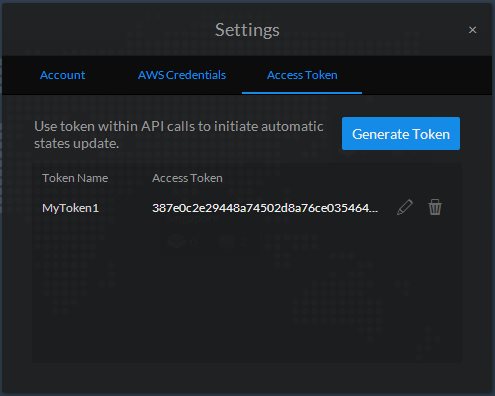 Settings
×
Account AWS Credentials Access Token
Use token within API calls to initiate automatic
states update.
Generate Token
Token Name Access Token
MyToken1 387e0c2e29448a74502d8a76ce035464...